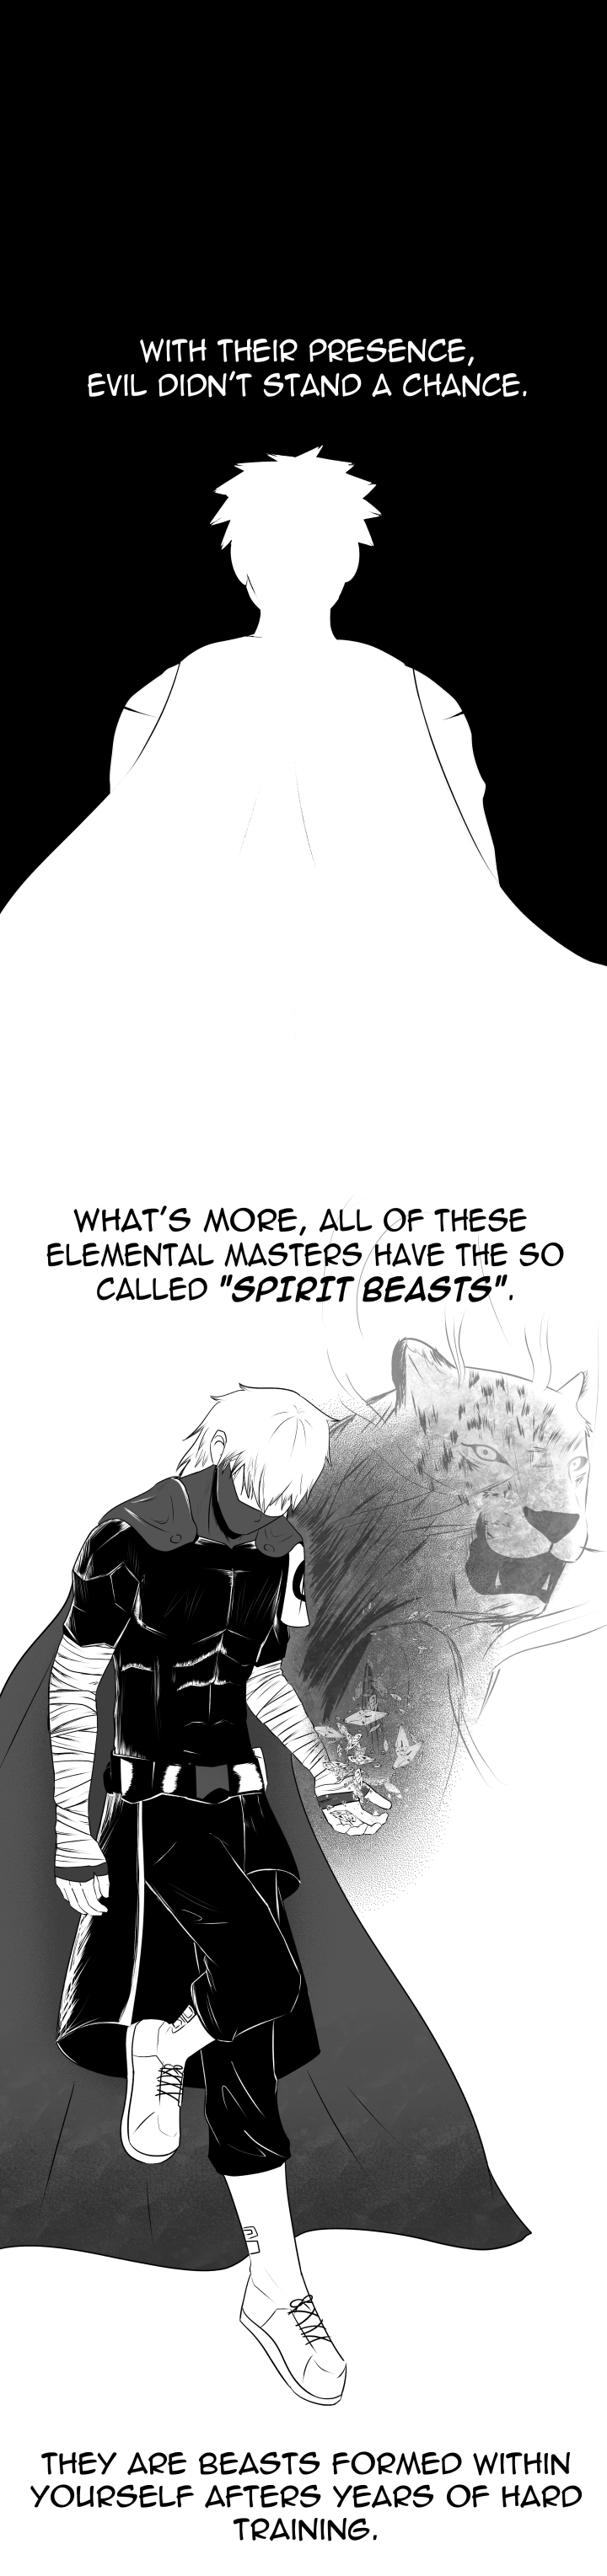 WITH THEIR PRESENCE,
EVIL DIDN'T STAND A CHANCE.
WHAT'S MORE, ALL OF THESE
ELEMENTAL MASTERS HAVE THE SO
CALLED "SPIRIT BEASTS".
THEY ARE BEASTS FORMED WITHIN
YOURSELF AFTERS YEARS OF HARD
TRAINING.